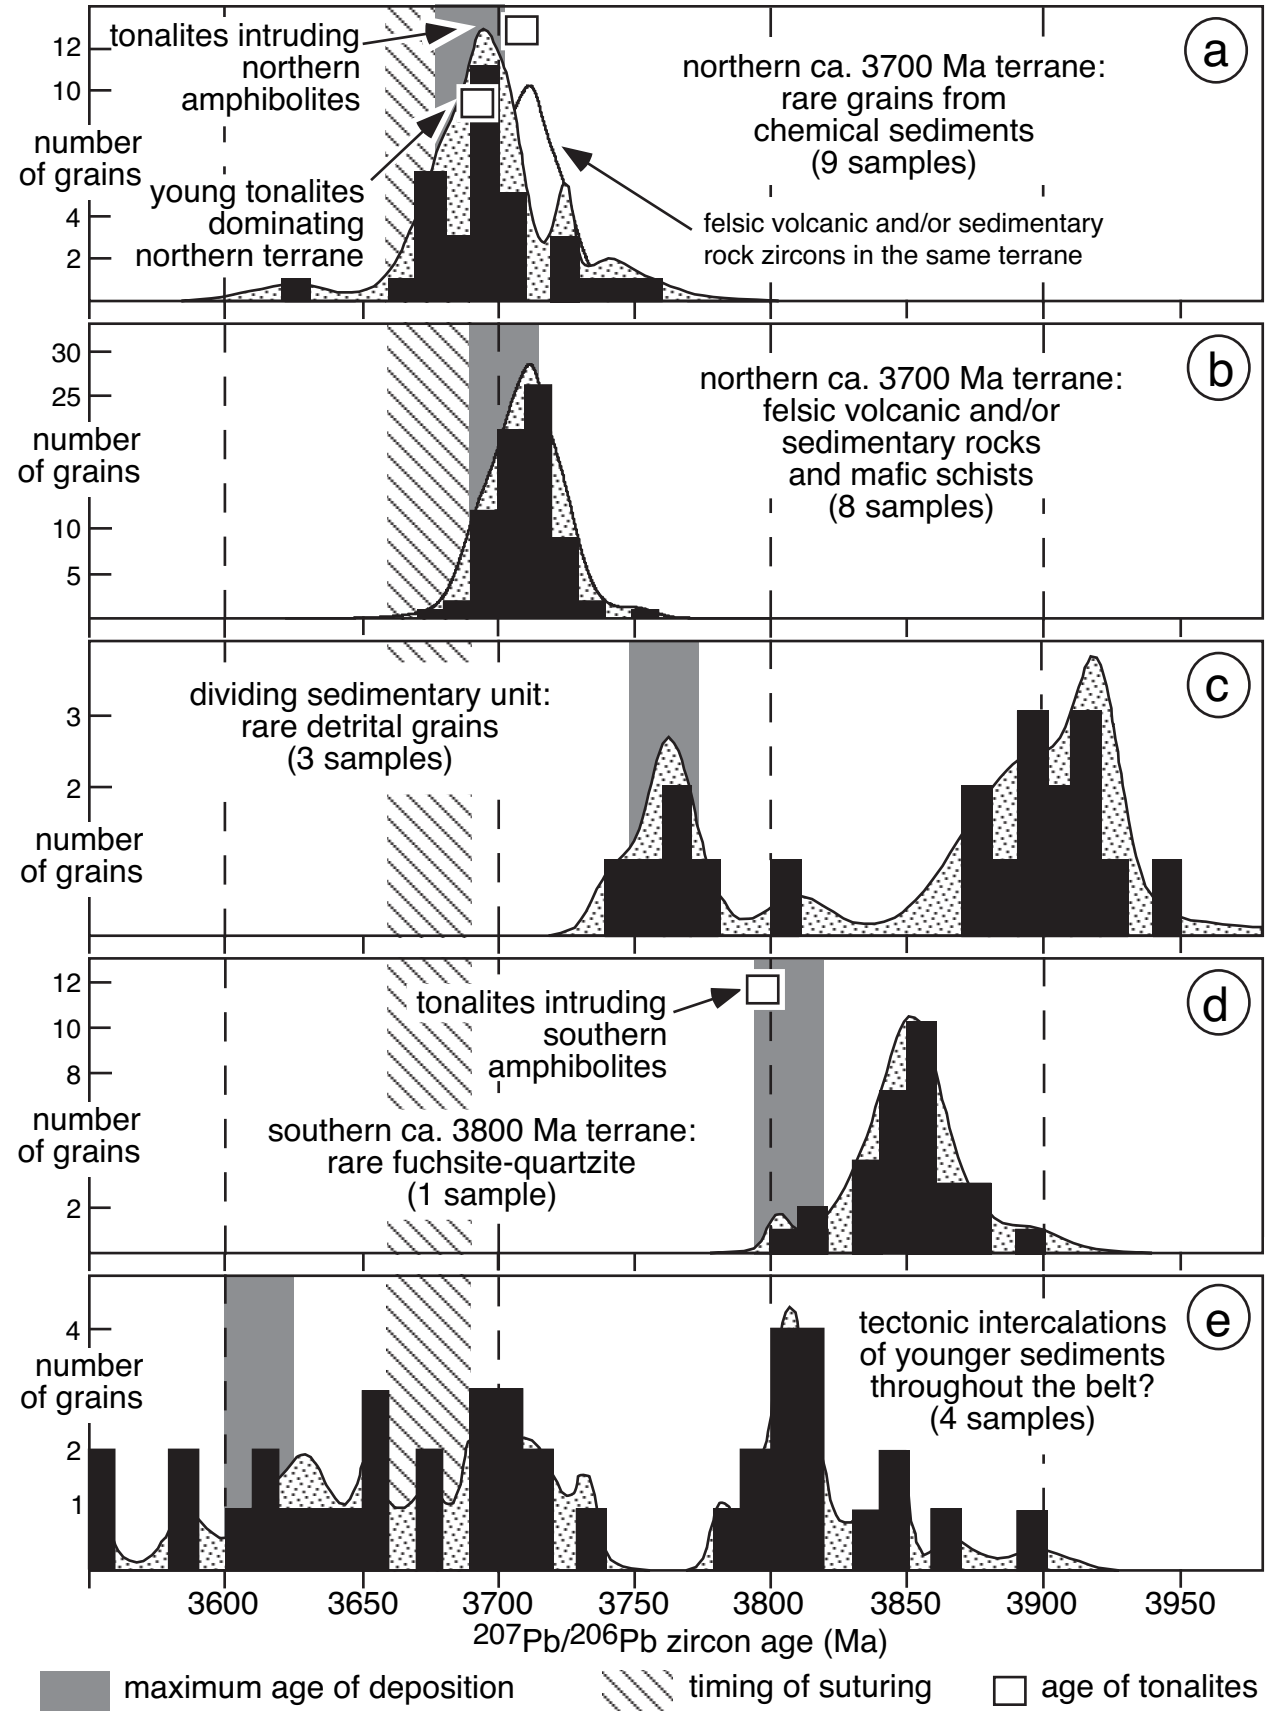 a
tonalites intruding
northern
amphibolites
young tonalites
dominating
northern terrane
northern ca. 3700 Ma terrane:
rare grains from
chemical sediments
(9 samples)
felsic volcanic and/or sedimentary
rock zircons in the same terrane
number
of grains
12
10
4
2
b
northern ca. 3700 Ma terrane:
felsic volcanic and/or
sedimentary rocks
and mafic schists
(8 samples)
number
of grains
30
25
10
5
c
dividing sedimentary unit:
rare detrital grains
(3 samples)
number
of grains
3
2
d
tonalites intruding
southern
amphibolites
southern ca. 3800 Ma terrane:
rare fuchsite-quartzite
(1 sample)
number
of grains
12
10
8
2
e
tectonic intercalations
of younger sediments
throughout the belt?
(4 samples)
number
of grains
4
2
1
3600 3650 3700 3750 3800 3850 3900 3950
207Pb/206Pb zircon age (Ma)
maximum age of deposition timing of suturing age of tonalites